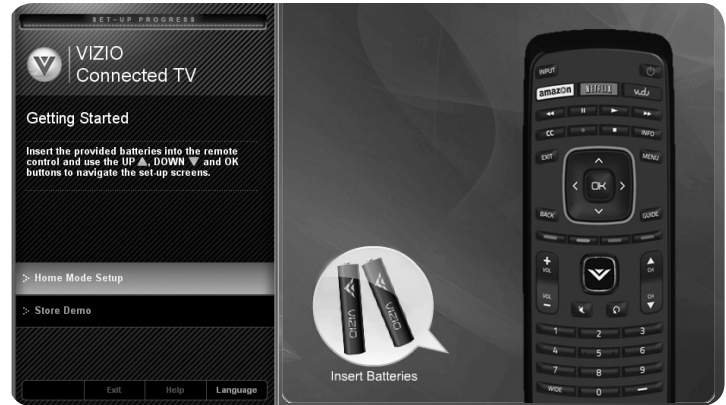 SET-UP PROGRESS
VIZIO
Connected TV
Getting Started
Insert the provided batteries into the remote
control and use the UP ▲, DOWN ▼ and OK
buttons to navigate the set-up screens.
> Home Mode Setup
> Store Demo
Exit Help Language
VIZIO VIZIO
Insert Batteries
INPUT
amazon NETFLIX vudu
CC INFO
EXIT MENU
OK
BACK GUIDE
+ ▲
VOL CH
VOL CH
− ▼
1 2 3
4 5 6
7 8 9
WIDE 0 —